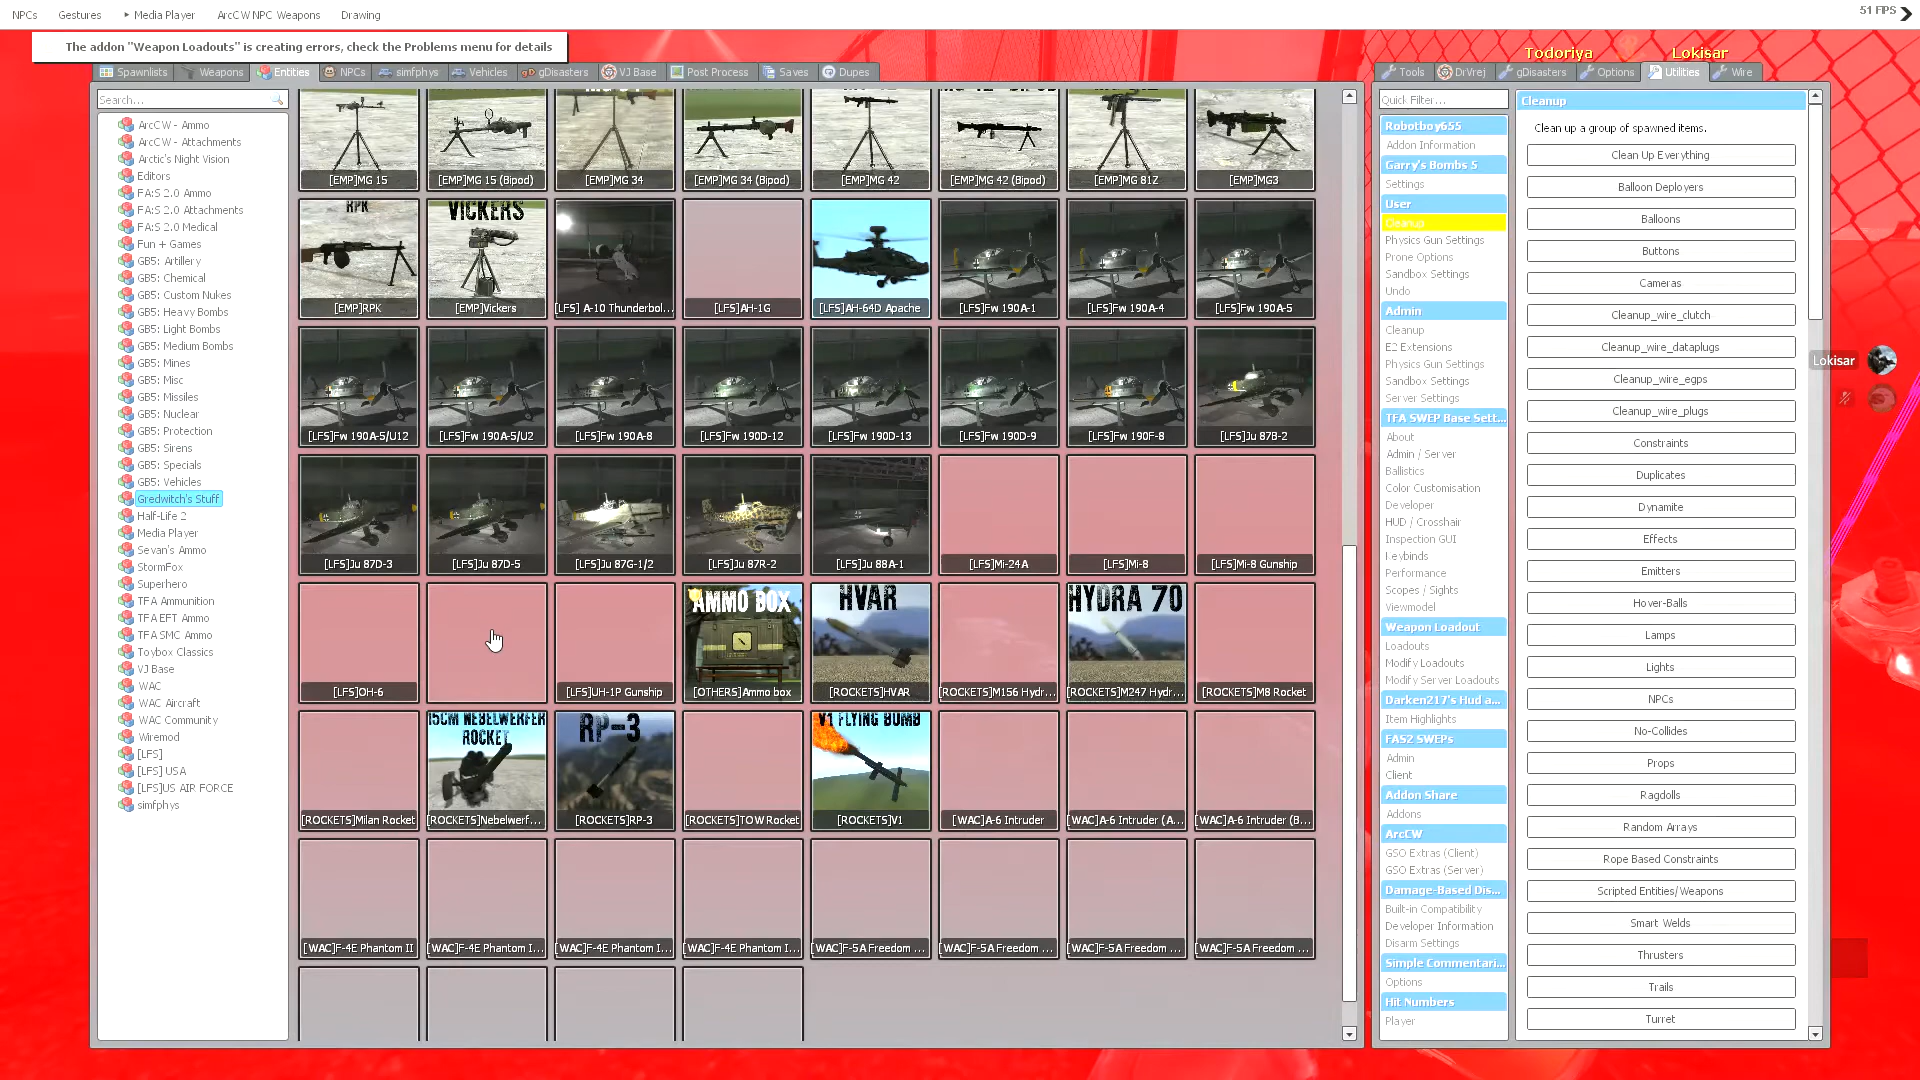 NPCs Gestures Media Player ArcCW NPC Weapons Drawing
51 FPS
The addon "Weapon Loadouts" is creating errors, check the Problems menu for details
Todoriya Lokisar
Spawnlists Weapons Entities NPCs simfphys Vehicles gDisasters VJ Base Post Process Saves Dupes
Tools DrVrej gDisasters Options Utilities Wire
Search...
ArcCW - Ammo
ArcCW - Attachments
Arctic's Night Vision
Editors
FA:S 2.0 Ammo
FA:S 2.0 Attachments
FA:S 2.0 Medical
Fun + Games
GB5: Artillery
GB5: Chemical
GB5: Custom Nukes
GB5: Heavy Bombs
GB5: Light Bombs
GB5: Medium Bombs
GB5: Mines
GB5: Misc
GB5: Missiles
GB5: Nuclear
GB5: Protection
GB5: Sirens
GB5: Specials
GB5: Vehicles
Gredwitch's Stuff
Half-Life 2
Media Player
Sevan's Ammo
StormFox
Superhero
TFA Ammunition
TFA EFT Ammo
TFA SMC Ammo
Toybox Classics
VJ Base
WAC
WAC Aircraft
WAC Community
Wiremod
[LFS]
[LFS] USA
[LFS]US AIR FORCE
simfphys
[EMP]MG 15 [EMP]MG 15 (Bipod) [EMP]MG 34 [EMP]MG 34 (Bipod) [EMP]MG 42 [EMP]MG 42 (Bipod) [EMP]MG 81Z [EMP]MG3
RPK VICKERS
[EMP]RPK [EMP]Vickers [LFS] A-10 Thunderbol... [LFS]AH-1G [LFS]AH-64D Apache [LFS]Fw 190A-1 [LFS]Fw 190A-4 [LFS]Fw 190A-5
[LFS]Fw 190A-5/U12 [LFS]Fw 190A-5/U2 [LFS]Fw 190A-8 [LFS]Fw 190D-12 [LFS]Fw 190D-13 [LFS]Fw 190D-9 [LFS]Fw 190F-8 [LFS]Ju 87B-2
[LFS]Ju 87D-3 [LFS]Ju 87D-5 [LFS]Ju 87G-1/2 [LFS]Ju 87R-2 [LFS]Ju 88A-1 [LFS]Mi-24A [LFS]Mi-8 [LFS]Mi-8 Gunship
AMMO BOX HVAR HYDRA 70
[LFS]OH-6 [LFS]UH-1P Gunship [OTHERS]Ammo box [ROCKETS]HVAR [ROCKETS]M156 Hydr... [ROCKETS]M247 Hydr... [ROCKETS]M8 Rocket
15CM NEBELWERFER
ROCKET
RP-3
V1 FLYING BOMB
[ROCKETS]Milan Rocket [ROCKETS]Nebelwerf... [ROCKETS]RP-3 [ROCKETS]TOW Rocket [ROCKETS]V1 [WAC]A-6 Intruder [WAC]A-6 Intruder (A... [WAC]A-6 Intruder (B...
[WAC]F-4E Phantom II [WAC]F-4E Phantom I... [WAC]F-4E Phantom I... [WAC]F-4E Phantom I... [WAC]F-5A Freedom ... [WAC]F-5A Freedom ... [WAC]F-5A Freedom ... [WAC]F-5A Freedom ...
Quick Filter...
Robotboy655
Addon Information
Garry's Bombs 5
Settings
User
Cleanup
Physics Gun Settings
Prone Options
Sandbox Settings
Undo
Admin
Cleanup
E2 Extensions
Physics Gun Settings
Sandbox Settings
Server Settings
TFA SWEP Base Sett...
About
Admin / Server
Ballistics
Color Customisation
Developer
HUD / Crosshair
Inspection GUI
Keybinds
Performance
Scopes / Sights
Viewmodel
Weapon Loadout
Loadouts
Modify Loadouts
Modify Server Loadouts
Darken217's Hud a...
Item Highlights
FAS2 SWEPs
Admin
Client
Addon Share
Addons
ArcCW
GSO Extras (Client)
GSO Extras (Server)
Damage-Based Dis...
Built-in Compatibility
Developer Information
Disarm Settings
Simple Commentari...
Options
Hit Numbers
Player
Cleanup
Clean up a group of spawned items.
Clean Up Everything
Balloon Deployers
Balloons
Buttons
Cameras
Cleanup_wire_clutch
Cleanup_wire_dataplugs
Cleanup_wire_egps
Cleanup_wire_plugs
Constraints
Duplicates
Dynamite
Effects
Emitters
Hover-Balls
Lamps
Lights
NPCs
No-Collides
Props
Ragdolls
Random Arrays
Rope Based Constraints
Scripted Entities/Weapons
Smart Welds
Thrusters
Trails
Turret
Lokisar